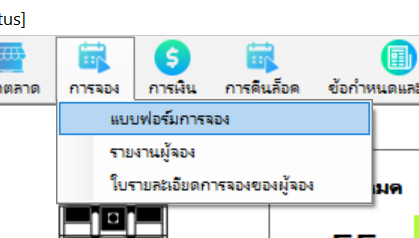 tus]
ตลาด การจอง การเงิน การคืนล็อค ข้อกำหนดและ
แบบฟอร์มการจอง
รายงานผู้จอง
ใบรายละเอียดการจองของผู้จอง